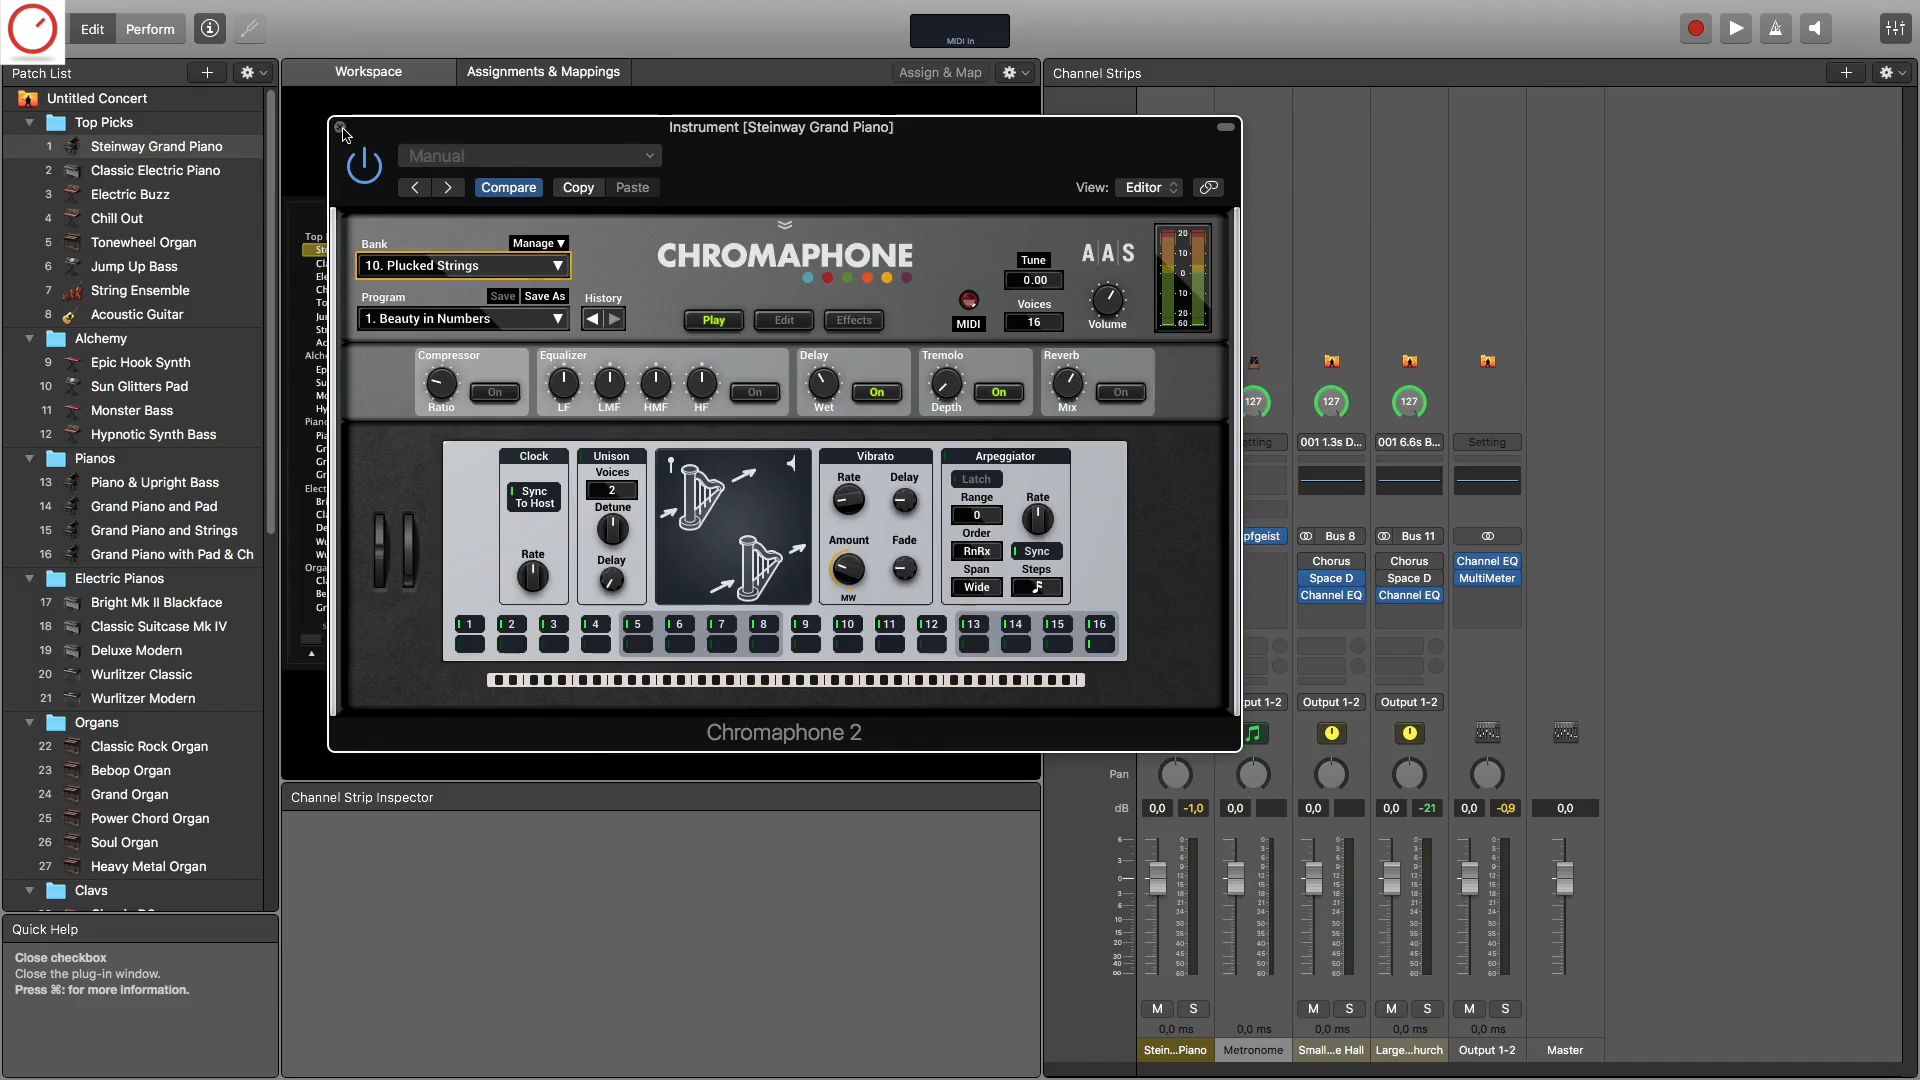 Edit
Perform
MIDI In
Patch List
Workspace
Assignments & Mappings
Assign & Map
Channel Strips
Untitled Concert
Top Picks
1 Steinway Grand Piano
2 Classic Electric Piano
3 Electric Buzz
4 Chill Out
5 Tonewheel Organ
6 Jump Up Bass
7 String Ensemble
8 Acoustic Guitar
Alchemy
9 Epic Hook Synth
10 Sun Glitters Pad
11 Monster Bass
12 Hypnotic Synth Bass
Pianos
13 Piano & Upright Bass
14 Grand Piano and Pad
15 Grand Piano and Strings
16 Grand Piano with Pad & Ch
Electric Pianos
17 Bright Mk II Blackface
18 Classic Suitcase Mk IV
19 Deluxe Modern
20 Wurlitzer Classic
21 Wurlitzer Modern
Organs
22 Classic Rock Organ
23 Bebop Organ
24 Grand Organ
25 Power Chord Organ
26 Soul Organ
27 Heavy Metal Organ
Clavs
Quick Help
Close checkbox
Close the plug-in window.
Press ⌘: for more information.
Instrument [Steinway Grand Piano]
Manual
Compare
Copy
Paste
View: Editor
Bank
Manage ▼
10. Plucked Strings
Program
Save
Save As
1. Beauty in Numbers
History
CHROMAPHONE
Play
Edit
Effects
MIDI
Tune
0.00
Voices
16
A|A|S
Volume
20
10
0
10
20
60
Compressor
Ratio
On
Equalizer
LF
LMF
HMF
HF
On
Delay
Wet
On
Tremolo
Depth
On
Reverb
Mix
On
Clock
Sync
To Host
Rate
Unison
Voices
2
Detune
Delay
Vibrato
Rate
Delay
Amount
Fade
MW
Arpeggiator
Latch
Range
0
Rate
Order
RnRx
Sync
Span
Wide
Steps
1 2 3 4 5 6 7 8 9 10 11 12 13 14 15 16
Chromaphone 2
Channel Strip Inspector
127
127
127
001 1.3s D...
001 6.6s B...
Setting
Bus 8
Bus 11
Chorus
Space D
Channel EQ
Chorus
Space D
Channel EQ
Channel EQ
MultiMeter
Output 1-2
Output 1-2
Pan
dB
0,0 -1,0
0,0
0,0
0,0 -21
0,0 -0,9
0,0
M S
M S
M S
M S
0,0 ms
0,0 ms
0,0 ms
0,0 ms
0,0 ms
Stein...Piano
Metronome
Small...e Hall
Large...hurch
Output 1-2
Master